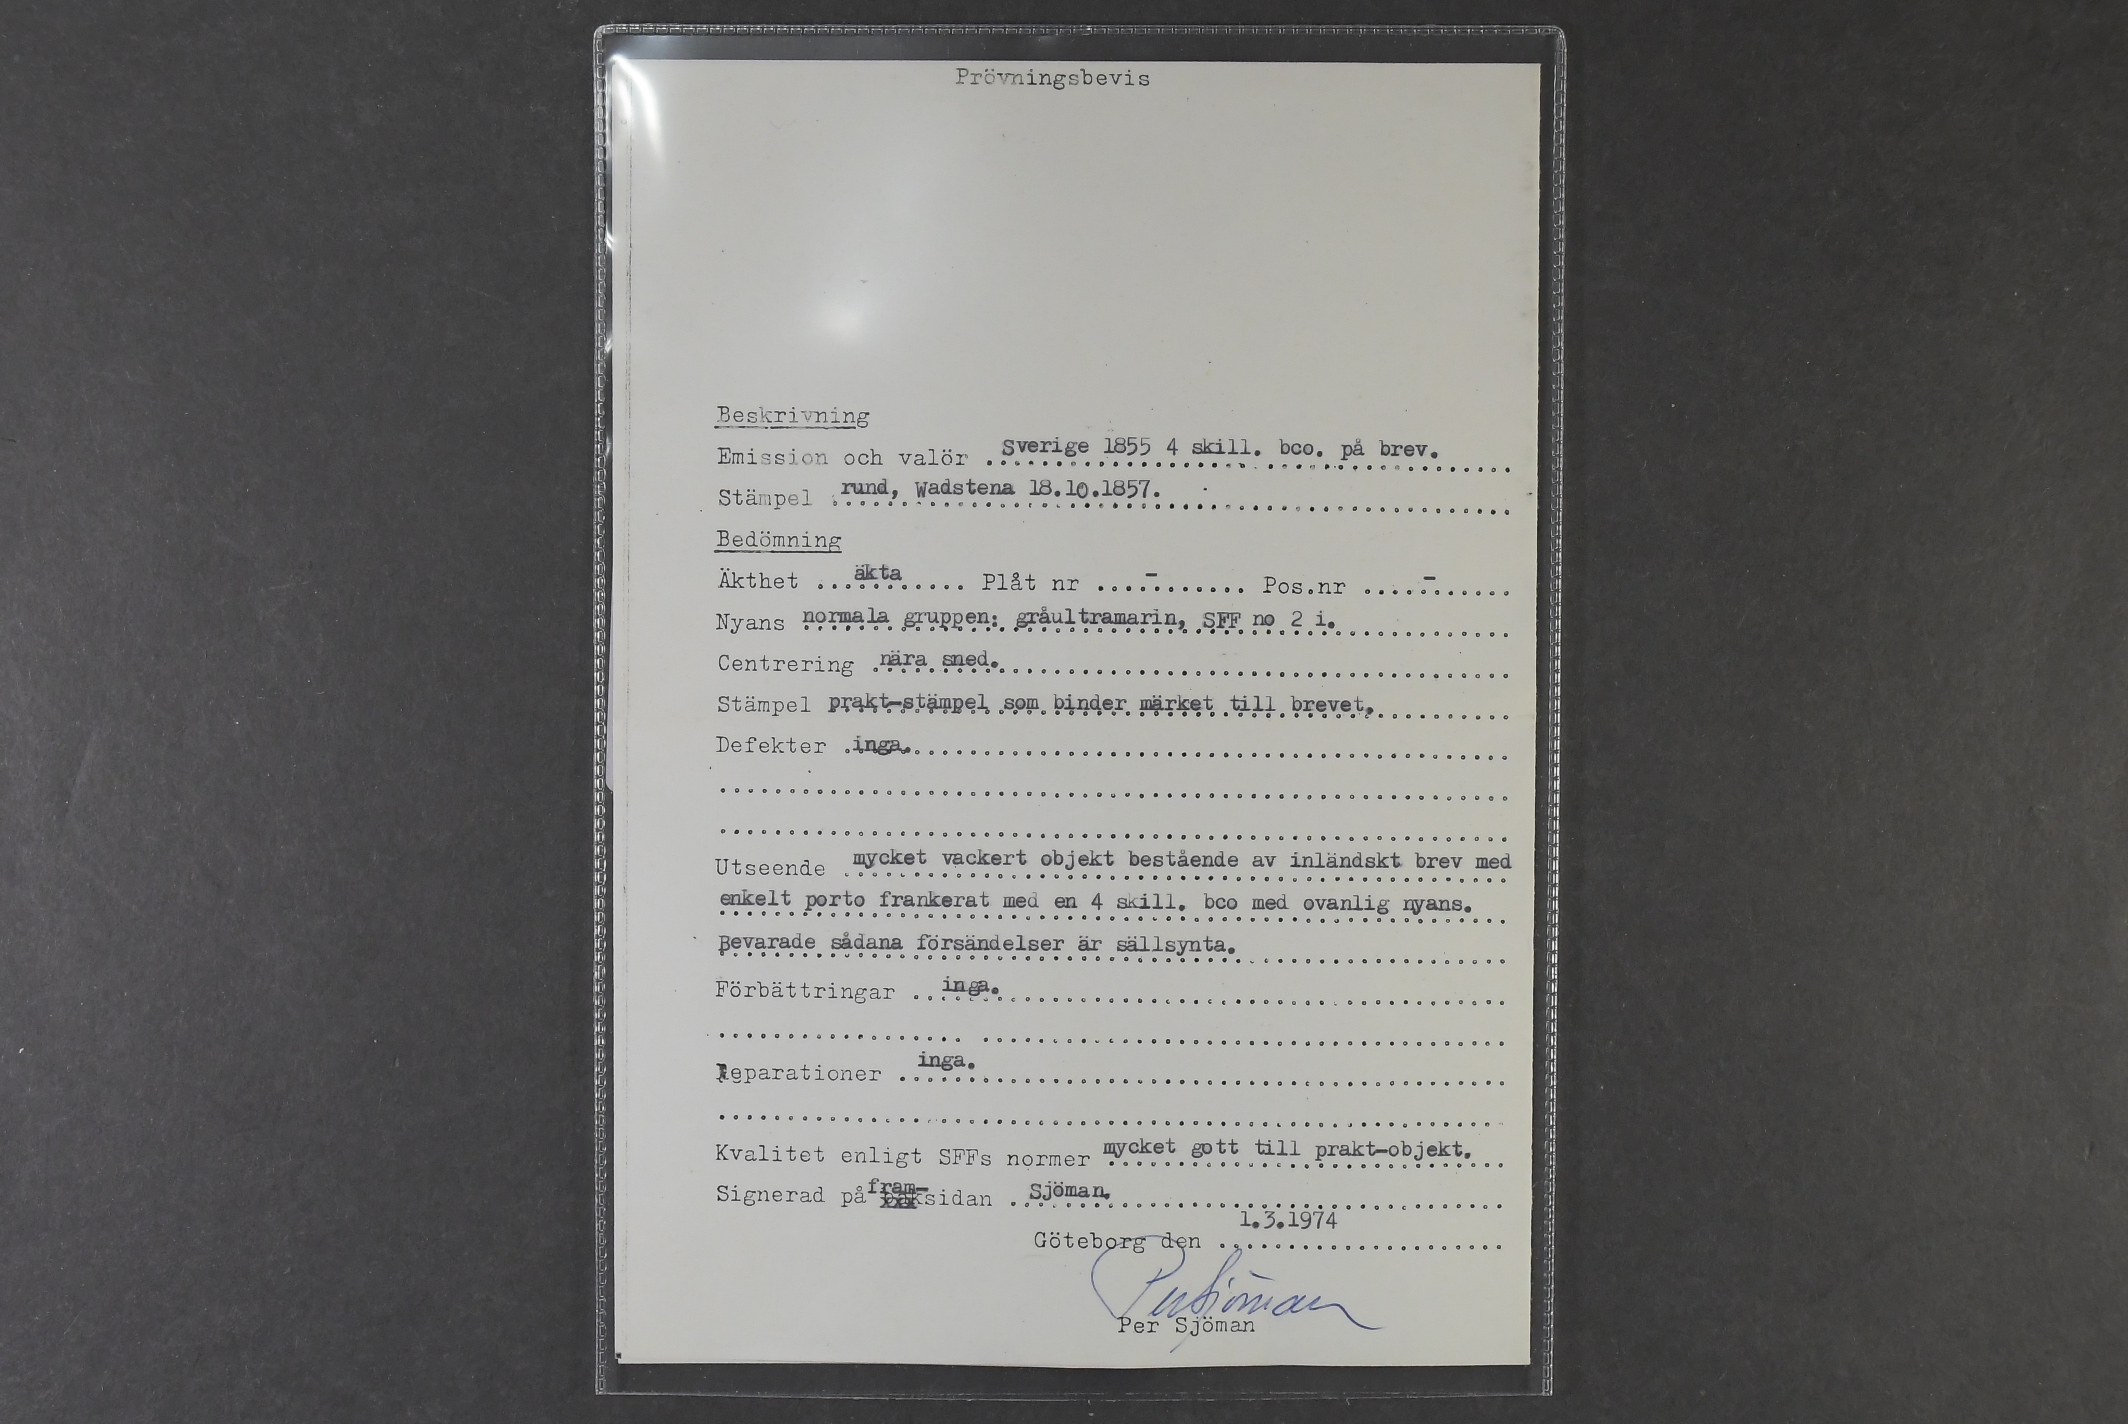 Prövningsbevis
Beskrivning
Emission och valör Sverige 1855 4 skill. bco. på brev.
Stämpel rund, Wadstena 18.10.1857.
Bedömning
Äkthet ...äkta..... Plåt nr ....-...... Pos.nr ....-......
Nyans normala gruppen: gråultramarin, SFF no 2 i.
Centrering nära sned.
Stämpel prakt-stämpel som binder märket till brevet.
Defekter inga.
Utseende mycket vackert objekt bestående av inländskt brev med
enkelt porto frankerat med en 4 skill. bco med ovanlig nyans.
Bevarade sådana försändelser är sällsynta.
Förbättringar inga.
Reparationer inga.
Kvalitet enligt SFFs normer mycket gott till prakt-objekt.
Signerad på fram-baksidan Sjöman.
Göteborg den 1.3.1974
Per Sjöman
Per Sjöman